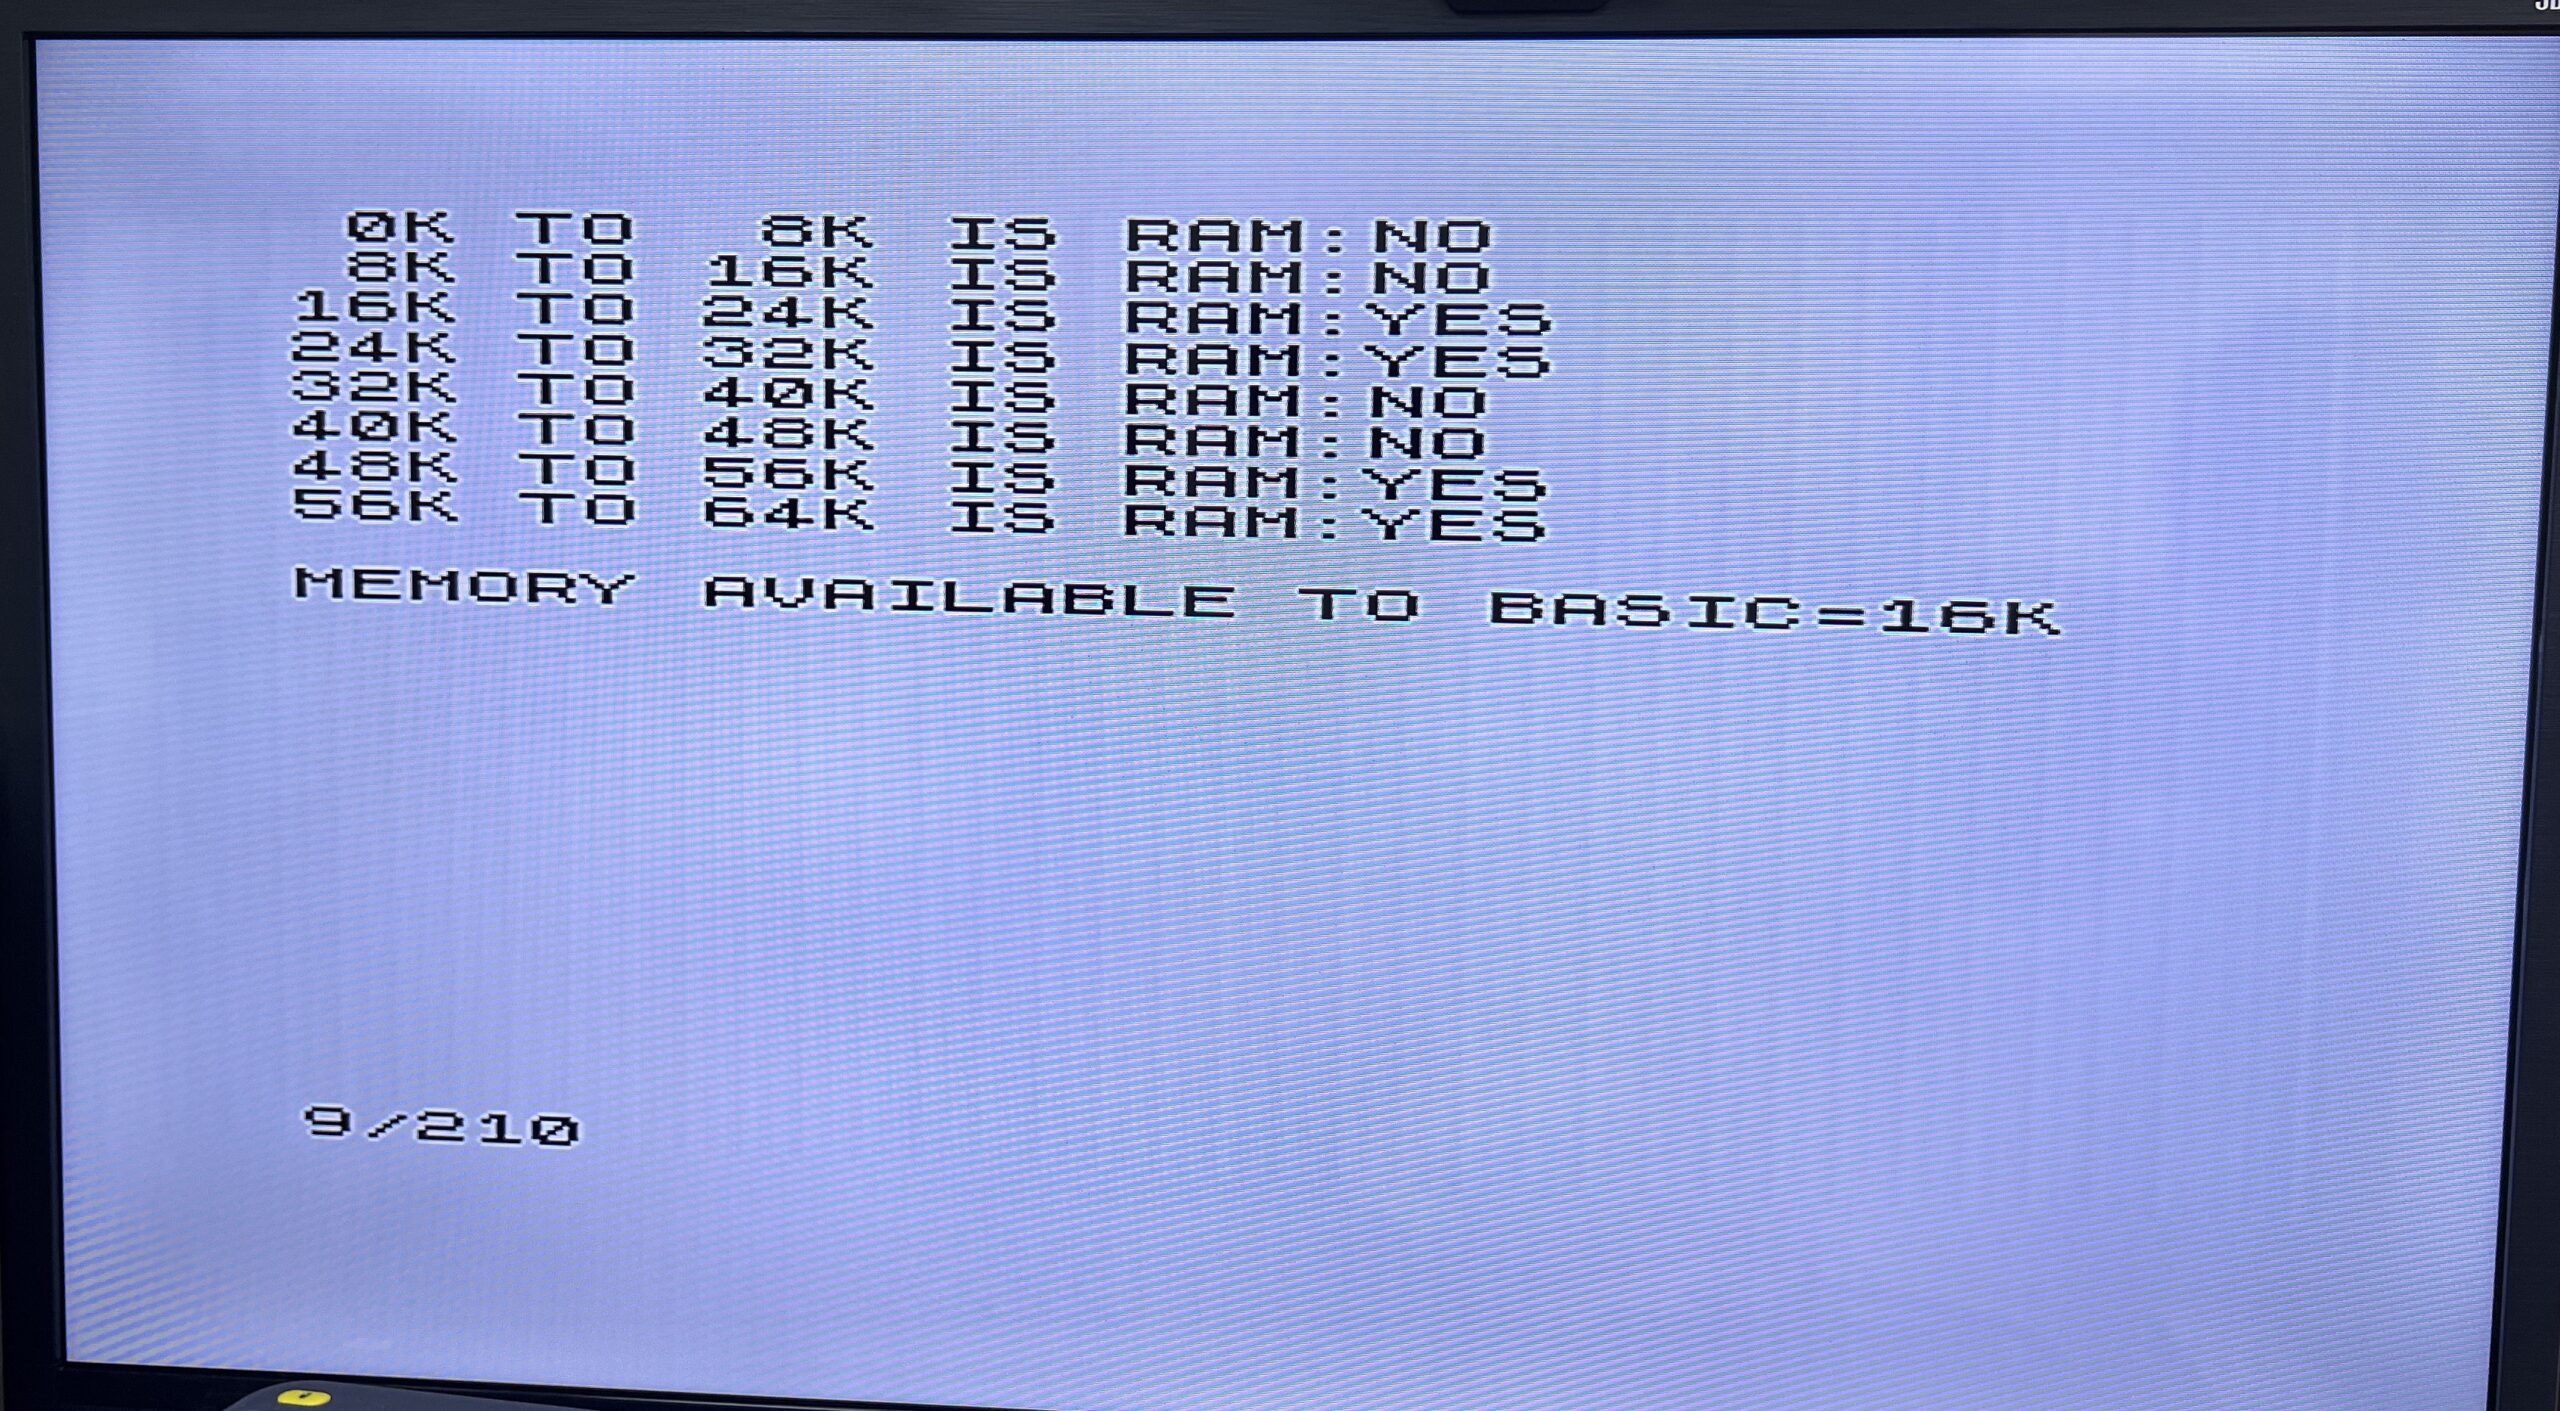 0K TO  8K IS RAM:NO
 8K TO 16K IS RAM:NO
16K TO 24K IS RAM:YES
24K TO 32K IS RAM:YES
32K TO 40K IS RAM:NO
40K TO 48K IS RAM:NO
48K TO 56K IS RAM:YES
56K TO 64K IS RAM:YES
MEMORY AVAILABLE TO BASIC=16K
9/210